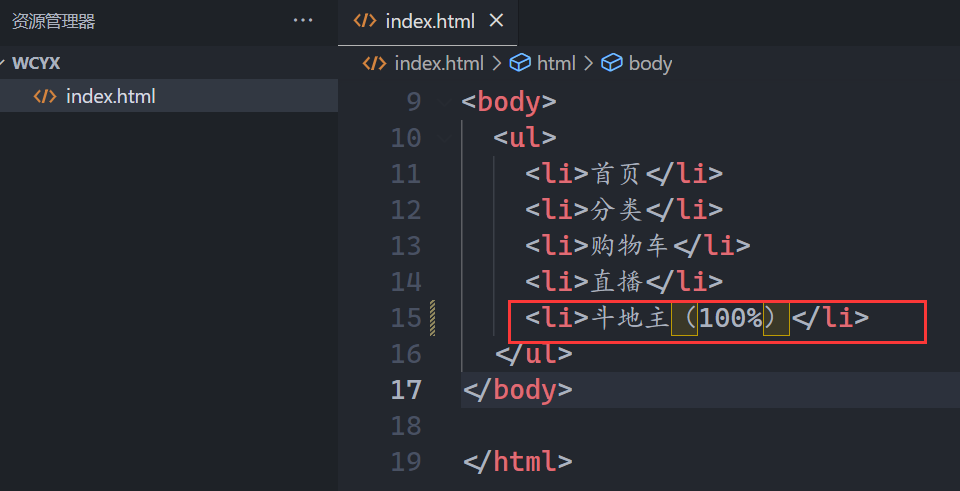 资源管理器 ···
WCYX
index.html
index.html
index.html > html > body
9 <body>
10 <ul>
11 <li>首页</li>
12 <li>分类</li>
13 <li>购物车</li>
14 <li>直播</li>
15 <li>斗地主（100%）</li>
16 </ul>
17 </body>
18
19 </html>